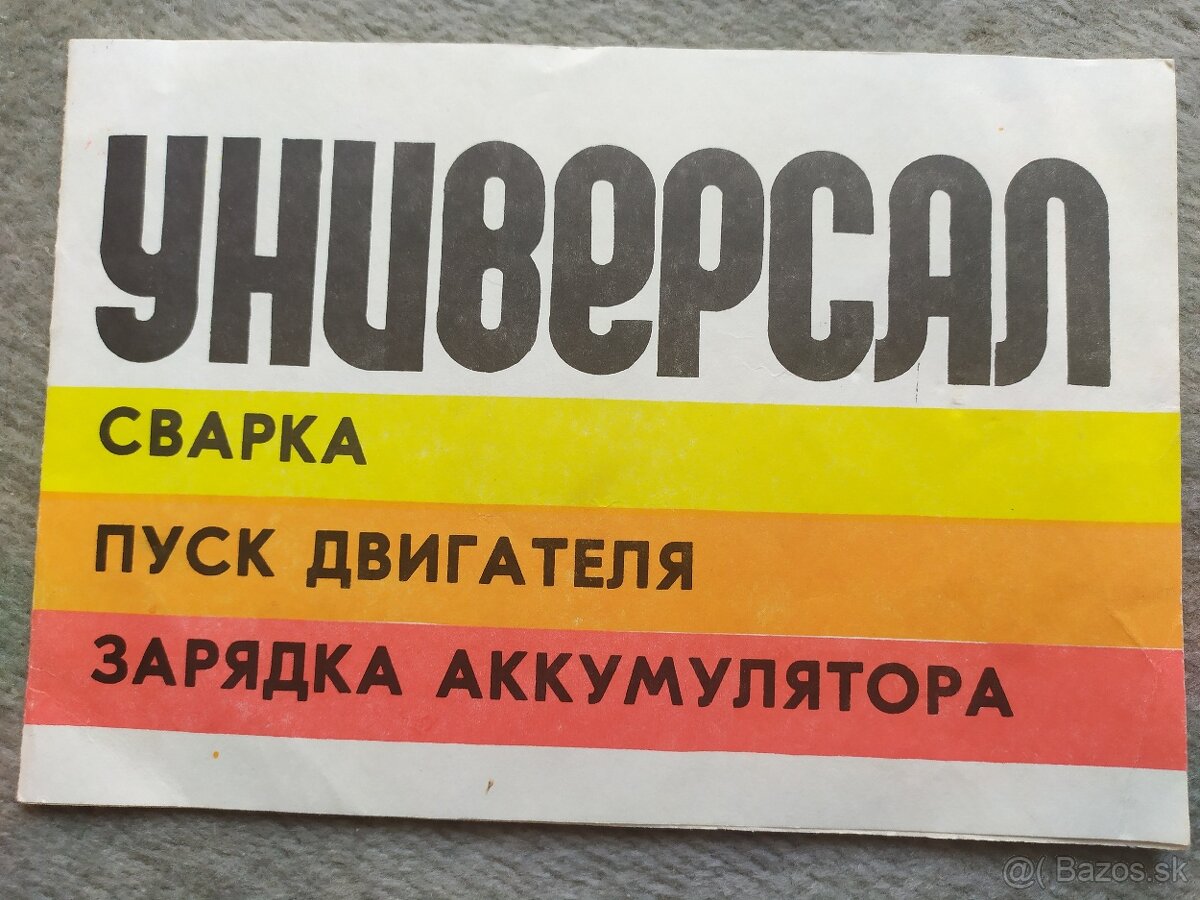 УНИВЕРСАЛ
СВАРКА
ПУСК ДВИГАТЕЛЯ
ЗАРЯДКА АККУМУЛЯТОРА
@( Bazos.sk